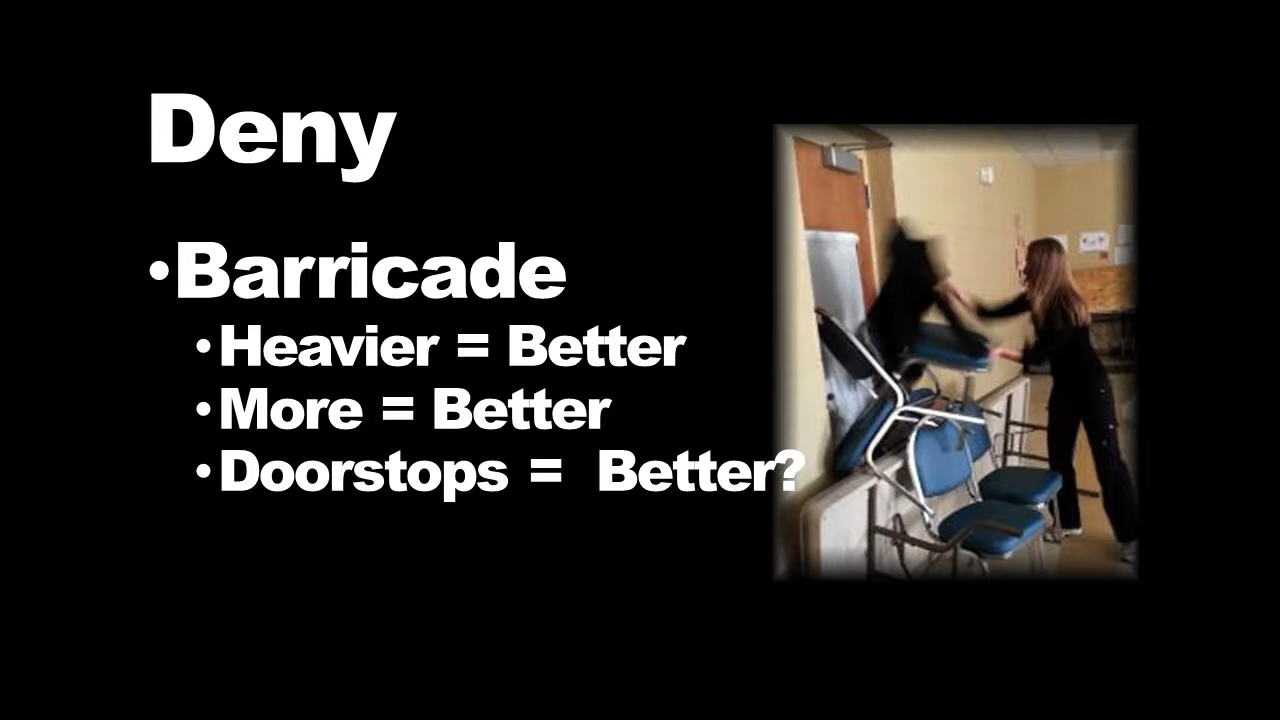 Deny
•Barricade
•Heavier = Better
•More = Better
•Doorstops = Better?